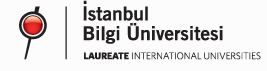 İstanbul
Bilgi Üniversitesi
LAUREATE INTERNATIONAL UNIVERSITIES